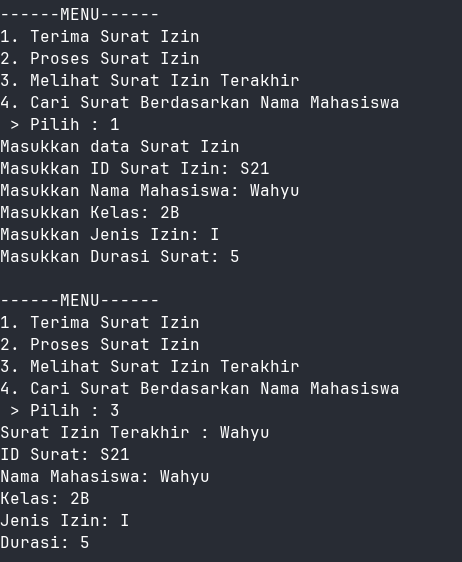 ------MENU------
1. Terima Surat Izin
2. Proses Surat Izin
3. Melihat Surat Izin Terakhir
4. Cari Surat Berdasarkan Nama Mahasiswa
 > Pilih : 1
Masukkan data Surat Izin
Masukkan ID Surat Izin: S21
Masukkan Nama Mahasiswa: Wahyu
Masukkan Kelas: 2B
Masukkan Jenis Izin: I
Masukkan Durasi Surat: 5

------MENU------
1. Terima Surat Izin
2. Proses Surat Izin
3. Melihat Surat Izin Terakhir
4. Cari Surat Berdasarkan Nama Mahasiswa
 > Pilih : 3
Surat Izin Terakhir : Wahyu
ID Surat: S21
Nama Mahasiswa: Wahyu
Kelas: 2B
Jenis Izin: I
Durasi: 5